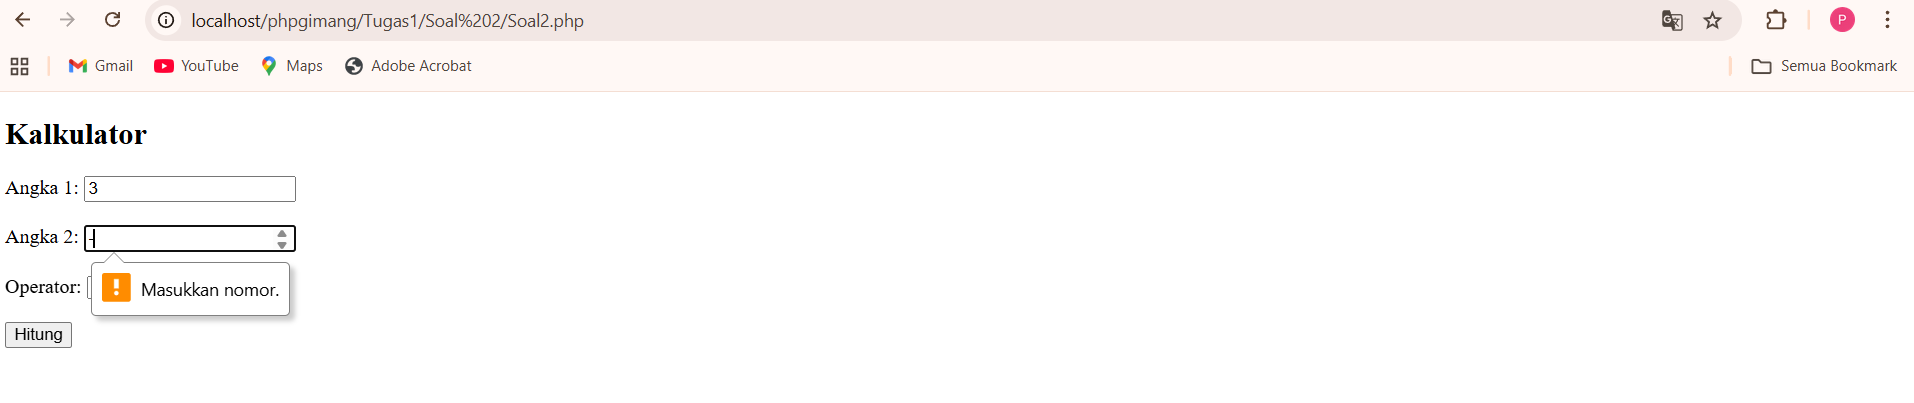 localhost/phpgimang/Tugas1/Soal%202/Soal2.php
P
Gmail YouTube Maps Adobe Acrobat Semua Bookmark
Kalkulator
Angka 1: 3
Angka 2: -
Operator:
Masukkan nomor.
Hitung